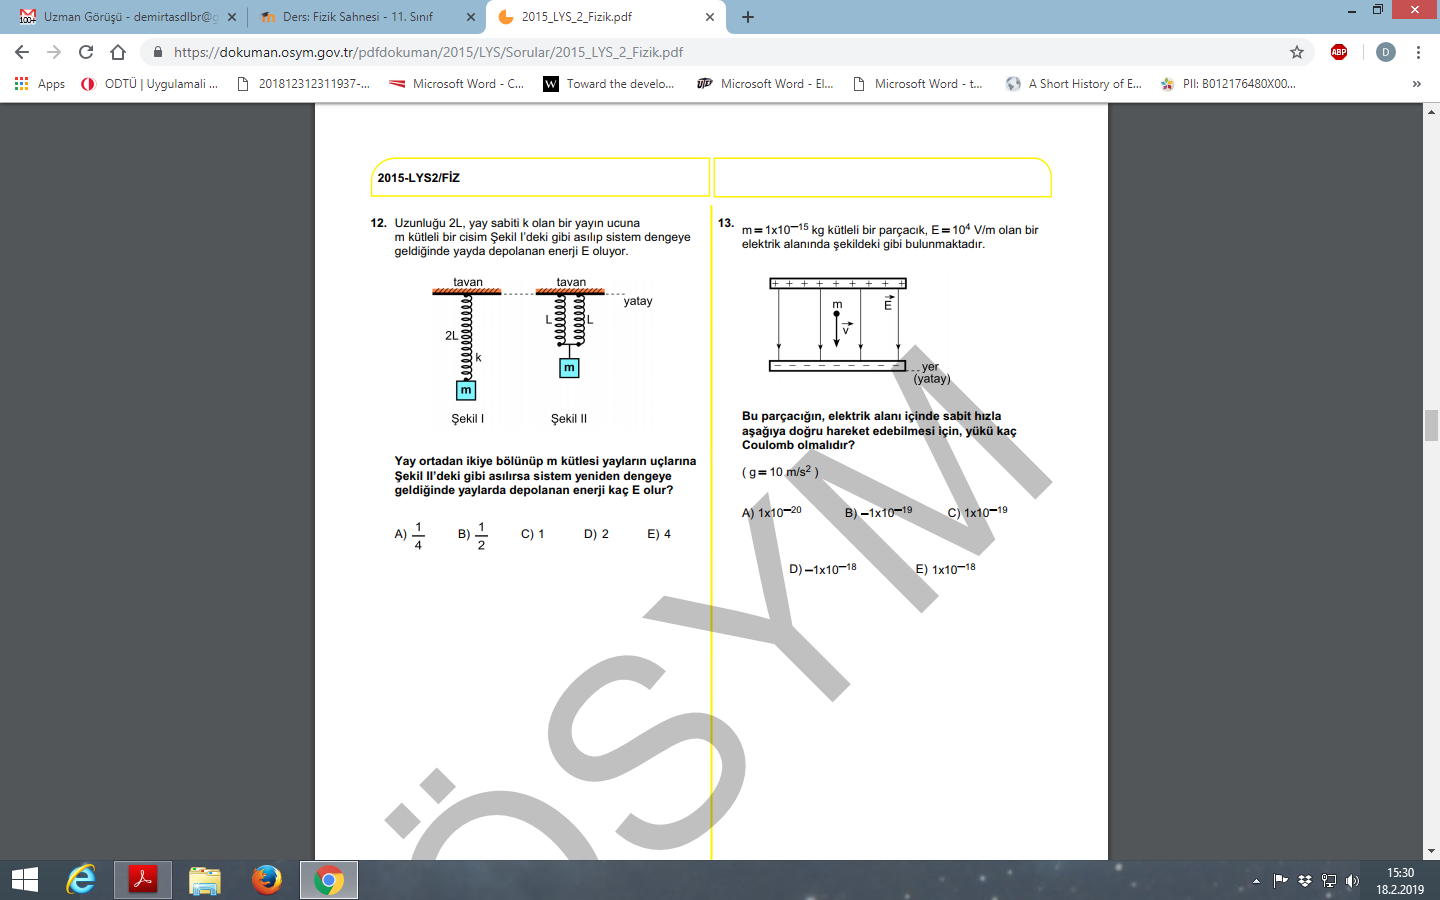 Uzman Görüşü - demirtasdlbr@g
Ders: Fizik Sahnesi - 11. Sınıf
2015_LYS_2_Fizik.pdf
https://dokuman.osym.gov.tr/pdfdokuman/2015/LYS/Sorular/2015_LYS_2_Fizik.pdf
ABP
D
Apps
ODTÜ | Uygulamali ...
201812312311937-...
Microsoft Word - C...
W
Toward the develo...
Microsoft Word - El...
Microsoft Word - t...
A Short History of E...
PII: B012176480X00...
»
2015-LYS2/FİZ
12. Uzunluğu 2L, yay sabiti k olan bir yayın ucuna
m kütleli bir cisim Şekil I'deki gibi asılıp sistem dengeye
geldiğinde yayda depolanan enerji E oluyor.
tavan
tavan
yatay
L
L
2L
k
m
m
Şekil I
Şekil II
Yay ortadan ikiye bölünüp m kütlesi yayların uçlarına
Şekil II'deki gibi asılırsa sistem yeniden dengeye
geldiğinde yaylarda depolanan enerji kaç E olur?
A) 1/4 B) 1/2 C) 1 D) 2 E) 4
13. m = 1x10⁻¹⁵ kg kütleli bir parçacık, E = 10⁴ V/m olan bir
elektrik alanında şekildeki gibi bulunmaktadır.
+ + + + + + + + +
m
E
v
– – – – – – – – –
yer
(yatay)
Bu parçacığın, elektrik alanı içinde sabit hızla
aşağıya doğru hareket edebilmesi için, yükü kaç
Coulomb olmalıdır?
( g = 10 m/s² )
A) 1x10⁻²⁰ B) –1x10⁻¹⁹ C) 1x10⁻¹⁹
D) –1x10⁻¹⁸ E) 1x10⁻¹⁸
ÖSYM
15:30
18.2.2019